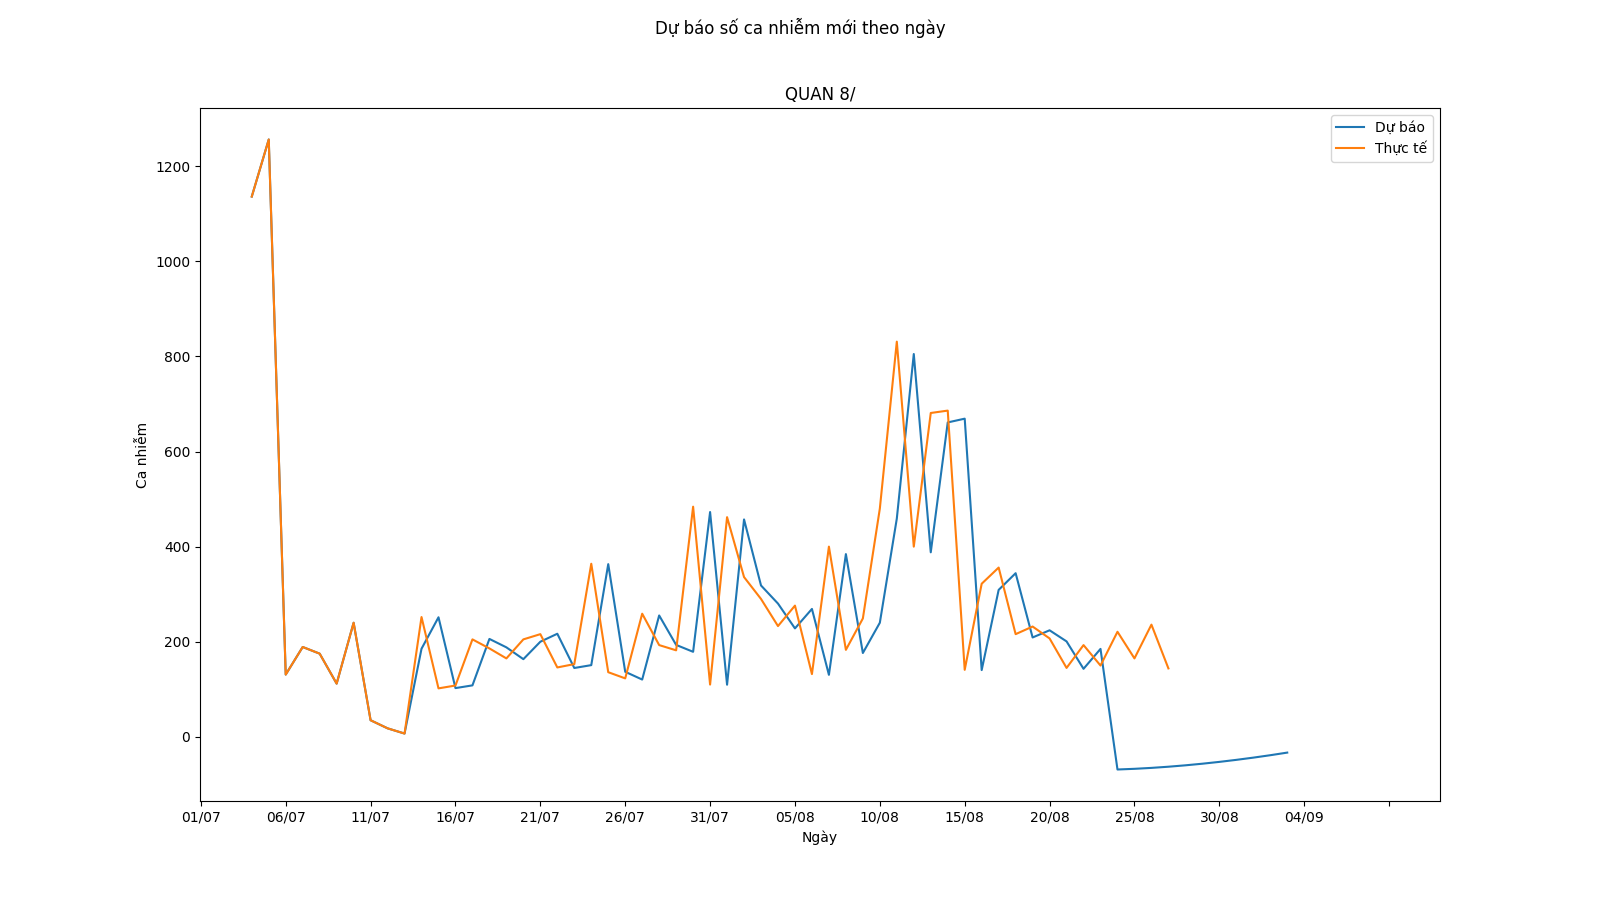 Dự báo số ca nhiễm mới theo ngày
QUAN 8/
Dự báo
Thực tế
1200
1000
800
600
400
200
0
Ca nhiễm
01/07 06/07 11/07 16/07 21/07 26/07 31/07 05/08 10/08 15/08 20/08 25/08 30/08 04/09
Ngày